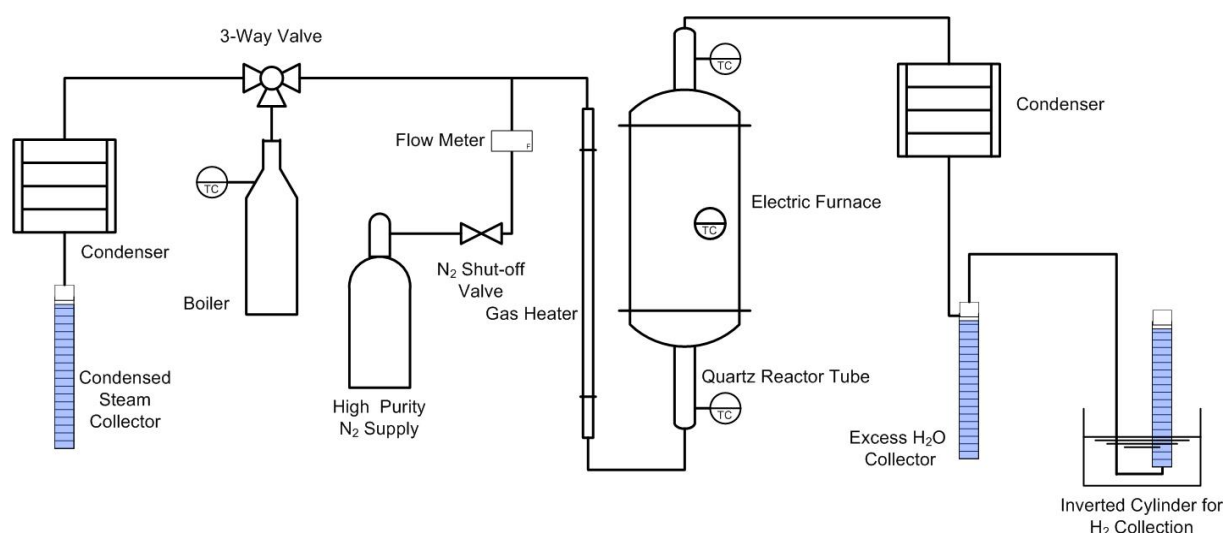 3-Way Valve
TC
Condenser
Flow Meter
F
Electric Furnace
TC
TC
Condenser
Boiler
N₂ Shut-off
Valve
Gas Heater
Condensed
Steam
Collector
High Purity
N₂ Supply
Quartz Reactor Tube
TC
Excess H₂O
Collector
Inverted Cylinder for
H₂ Collection